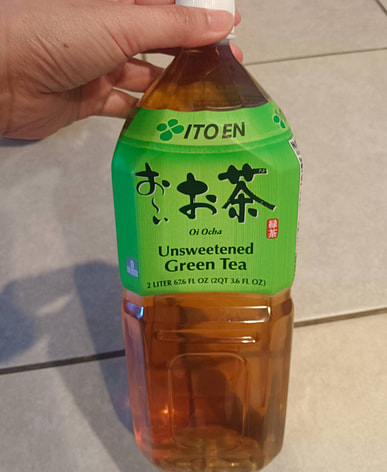 ITO EN
お〜いお茶
緑茶
Oi Ocha
Unsweetened
Green Tea
2 LITER 67.6 FL OZ (2QT 3.6 FL OZ)